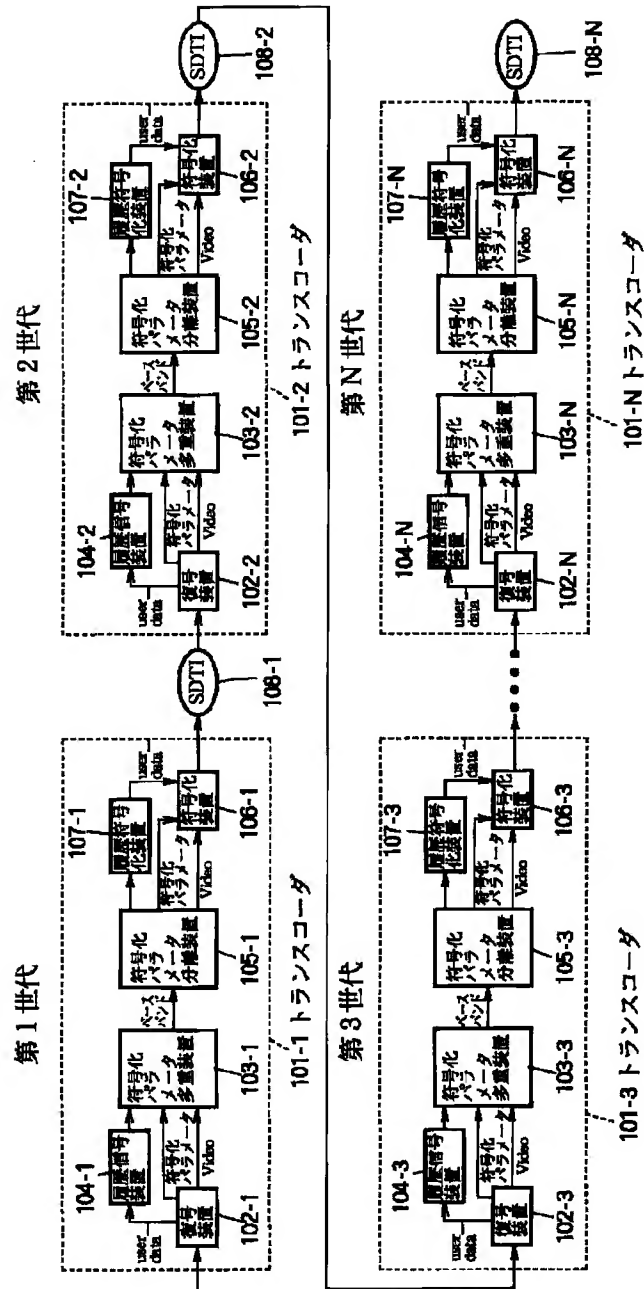 第1世代
104-1
履歴信号
装置
107-1
履歴符号
化装置
user_
data
user_
data
復号
装置
符号化
パラメータ
Video
符号化
パラ
メータ
多重装置
ベース
バンド
符号化
パラ
メータ
分離装置
符号化
パラメータ
Video
符号化
装置
102-1
103-1
105-1
106-1
101-1 トランスコーダ
SDTI
108-1
第2世代
104-2
履歴信号
装置
107-2
履歴符号
化装置
user_
data
user_
data
復号
装置
符号化
パラメータ
Video
符号化
パラ
メータ
多重装置
ベース
バンド
符号化
パラ
メータ
分離装置
符号化
パラメータ
Video
符号化
装置
102-2
103-2
105-2
106-2
101-2 トランスコーダ
SDTI
108-2
第3世代
104-3
履歴信号
装置
107-3
履歴符号
化装置
user_
data
user_
data
復号
装置
符号化
パラメータ
Video
符号化
パラ
メータ
多重装置
ベース
バンド
符号化
パラ
メータ
分離装置
符号化
パラメータ
Video
符号化
装置
102-3
103-3
105-3
106-3
101-3 トランスコーダ
第N世代
104-N
履歴信号
装置
107-N
履歴符号
化装置
user_
data
user_
data
復号
装置
符号化
パラメータ
Video
符号化
パラ
メータ
多重装置
ベース
バンド
符号化
パラ
メータ
分離装置
符号化
パラメータ
Video
符号化
装置
102-N
103-N
105-N
106-N
101-N トランスコーダ
SDTI
108-N